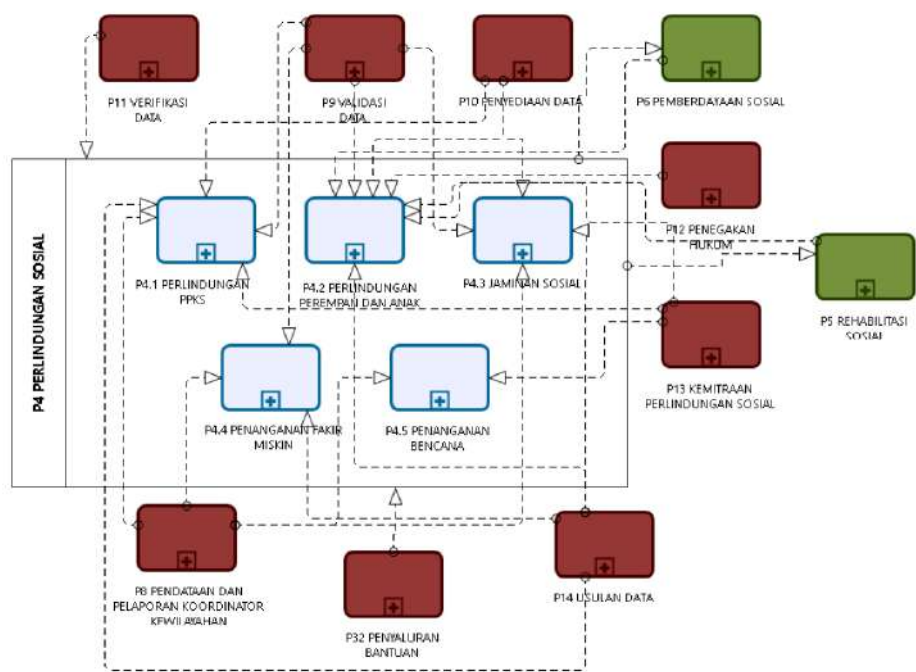 P11 VERIFIKASI
DATA
P9 VALIDASI
DATA
P10 PENYEDIAAN DATA
P6 PEMBERDAYAAN SOSIAL
P12 PENEGAKAN
HUKUM
P4 PERLINDUNGAN SOSIAL
P4.1 PERLINDUNGAN
PPKS
P4.2 PERLINDUNGAN
PEREMPAN DAN ANAK
P4.3 JAMINAN SOSIAL
P5 REHABILITASI
SOSIAL
P4.4 PENANGANAN FAKIR
MISKIN
P4.5 PENANGANAN
BENCANA
P13 KEMITRAAN
PERLINDUNGAN SOSIAL
P8 PENDATAAN DAN
PELAPORAN KOORDINATOR
KEWILAYAHAN
P32 PENYALURAN
BANTUAN
P14 USULAN DATA